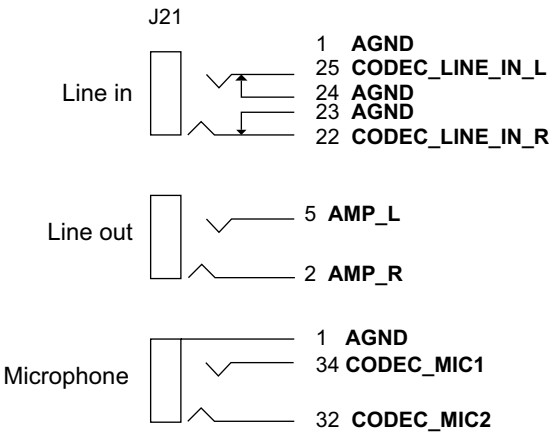 J21
1 AGND
25 CODEC_LINE_IN_L
Line in
24 AGND
23 AGND
22 CODEC_LINE_IN_R
5 AMP_L
Line out
2 AMP_R
1 AGND
34 CODEC_MIC1
Microphone
32 CODEC_MIC2